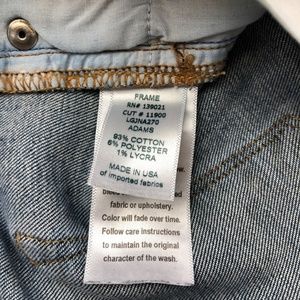 FRAME
RN# 139021
CUT # 11900
LGJNA270
ADAMS
93% COTTON
6% POLYESTER
1% LYCRA
MADE IN USA
of imported fabrics
fabric or upholstery.
Color will fade over time.
Follow care instructions
to maintain the original
character of the wash.